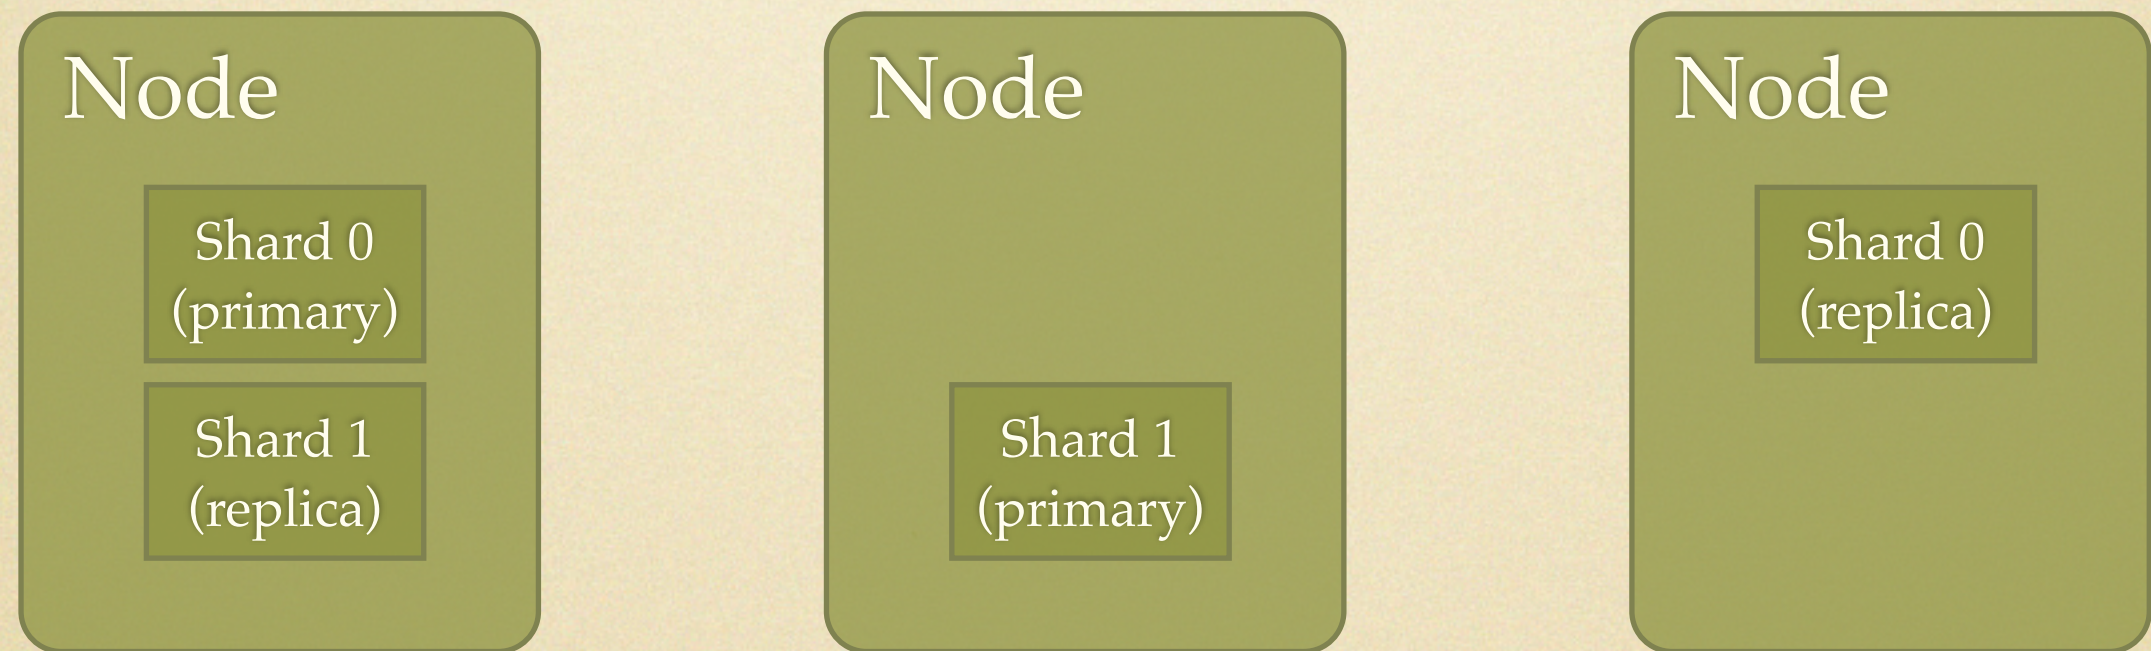 Node
Shard 0
(primary)
Shard 1
(replica)
Node
Shard 1
(primary)
Node
Shard 0
(replica)